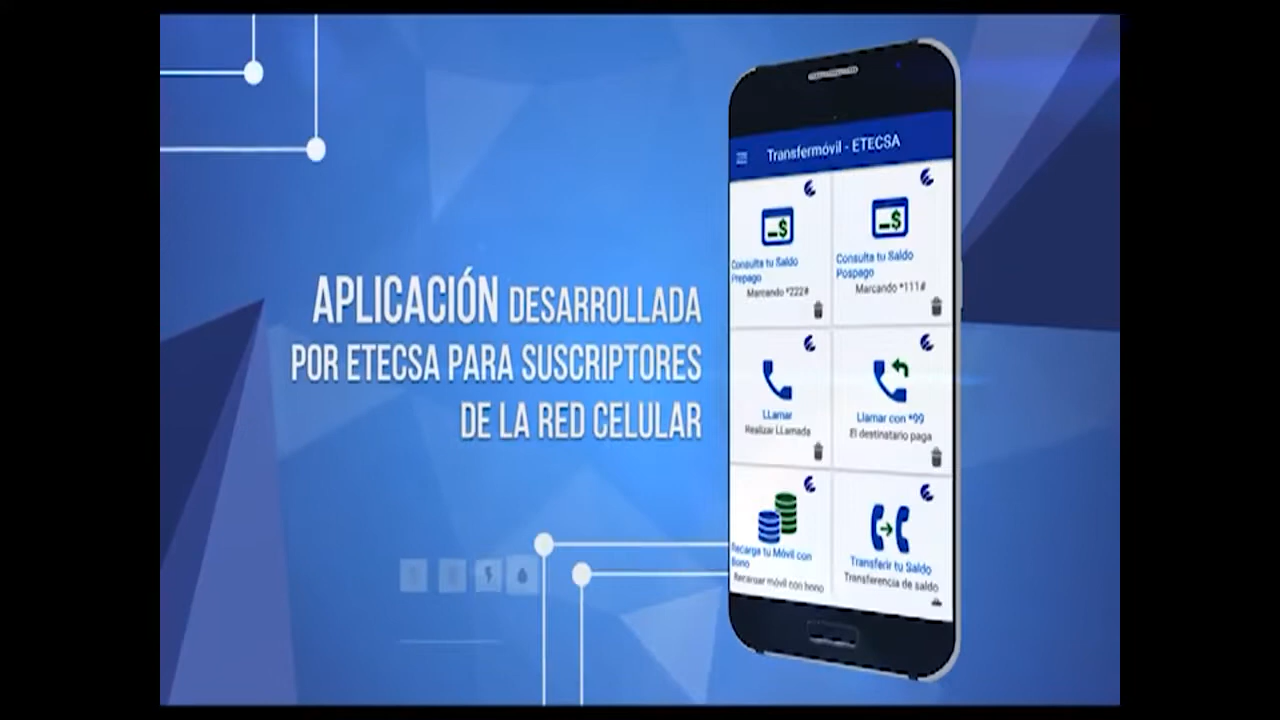 APLICACIÓN DESARROLLADA
POR ETECSA PARA SUSCRIPTORES
DE LA RED CELULAR
Transfermóvil - ETECSA
Consulta tu Saldo
Prepago
Marcando *222#
Consulta tu Saldo
Pospago
Marcando *111#
LLamar
Realizar LLamada
Llamar con *99
El destinatario paga
Recarga tu Móvil con
Bono
Recargar móvil con bono
Transferir tu Saldo
Transferencia de saldo